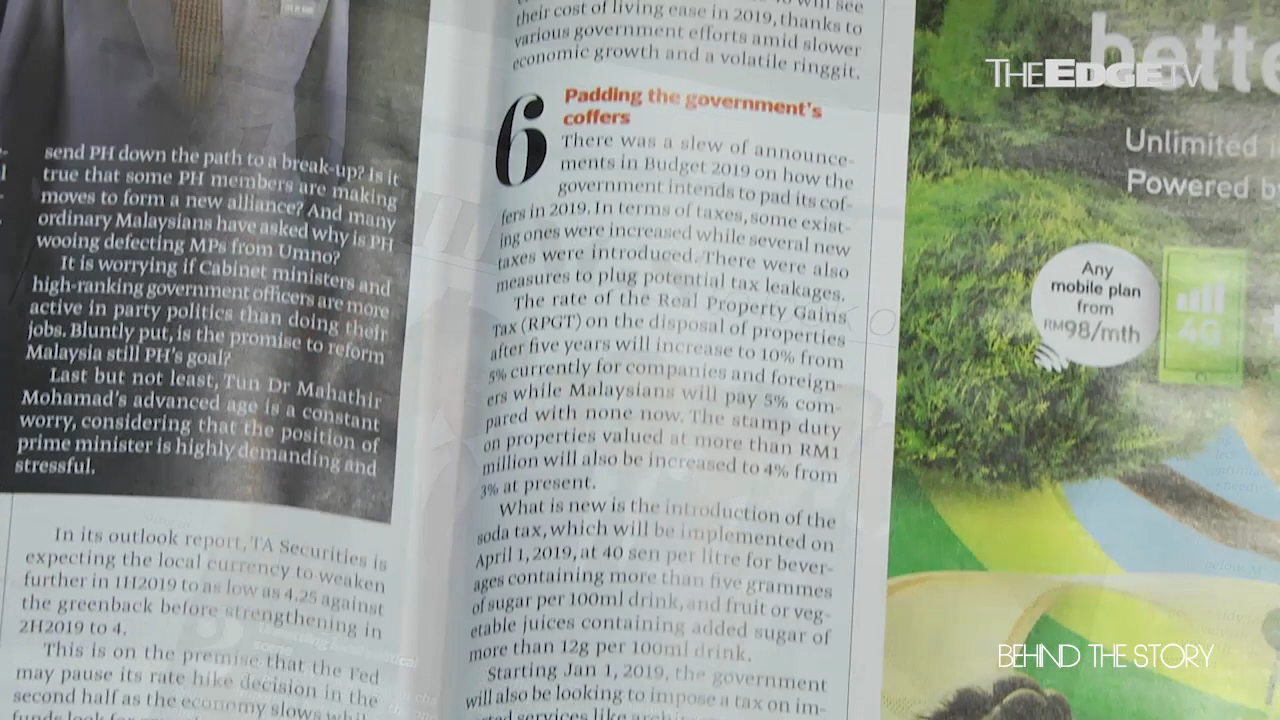 send PH down the path to a break-up? Is it
true that some PH members are making
moves to form a new alliance? And many
ordinary Malaysians have asked why is PH
wooing defecting MPs from Umno?
It is worrying if Cabinet ministers and
high-ranking government officers are more
active in party politics than doing their
jobs. Bluntly put, is the promise to reform
Malaysia still PH's goal?
Last but not least, Tun Dr Mahathir
Mohamad's advanced age is a constant
worry, considering that the position of
prime minister is highly demanding and
stressful.
In its outlook report, TA Securities is
expecting the local currency to weaken
further in 1H2019 to as low as 4.25 against
the greenback before strengthening in
2H2019 to 4.
This is on the premise that the Fed
may pause its rate hike decision in the
second half as the economy slows while
will see
their cost of living ease in 2019, thanks to
various government efforts amid slower
economic growth and a volatile ringgit.
6
Padding the government's
coffers
There was a slew of announce-
ments in Budget 2019 on how the
government intends to pad its cof-
fers in 2019. In terms of taxes, some exist-
ing ones were increased while several new
taxes were introduced. There were also
measures to plug potential tax leakages.
The rate of the Real Property Gains
Tax (RPGT) on the disposal of properties
after five years will increase to 10% from
5% currently for companies and foreign-
ers while Malaysians will pay 5% com-
pared with none now. The stamp duty
on properties valued at more than RM1
million will also be increased to 4% from
3% at present.
What is new is the introduction of the
soda tax, which will be implemented on
April 1, 2019, at 40 sen per litre for bever-
ages containing more than five grammes
of sugar per 100ml drink, and fruit or veg-
etable juices containing added sugar of
more than 12g per 100ml drink.
Starting Jan 1, 2019, the government
will also be looking to impose a tax on im-
services like
bette
THEEDGETV
Unlimited
Powered b
Any
mobile plan
from
RM98/mth
4G
BEHIND THE STORY